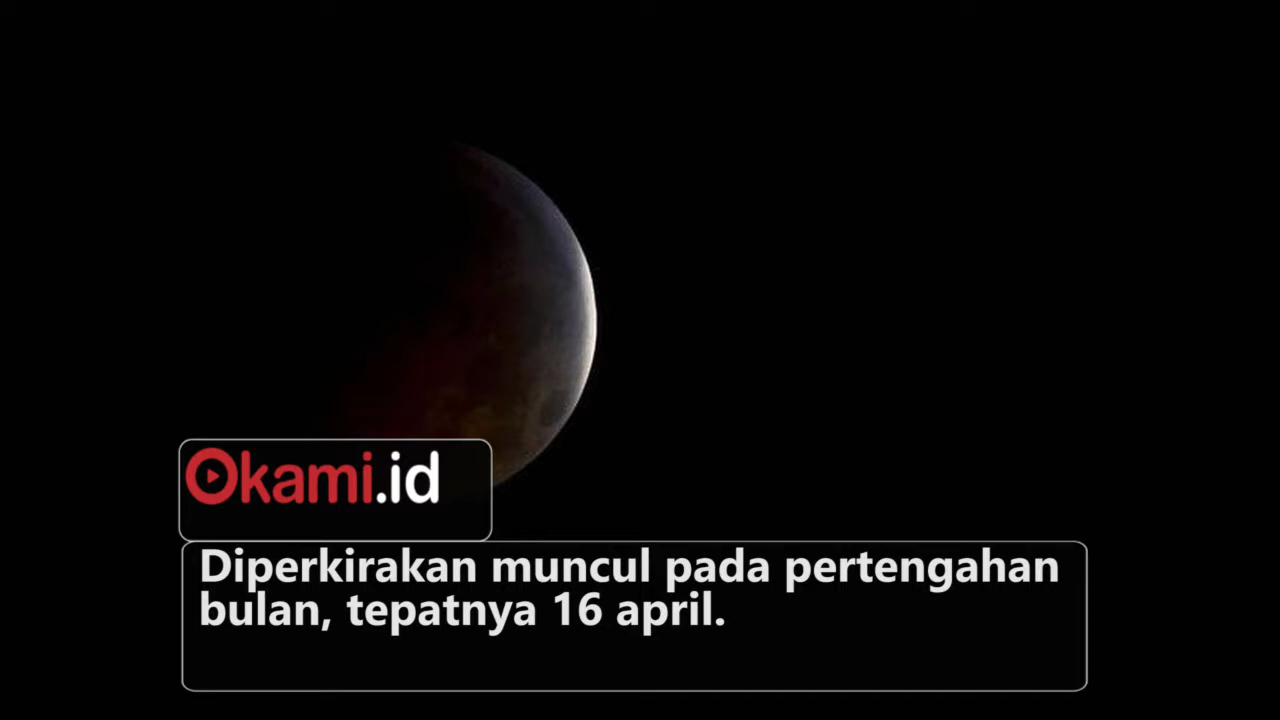 Okami.id
Diperkirakan muncul pada pertengahan
bulan, tepatnya 16 april.